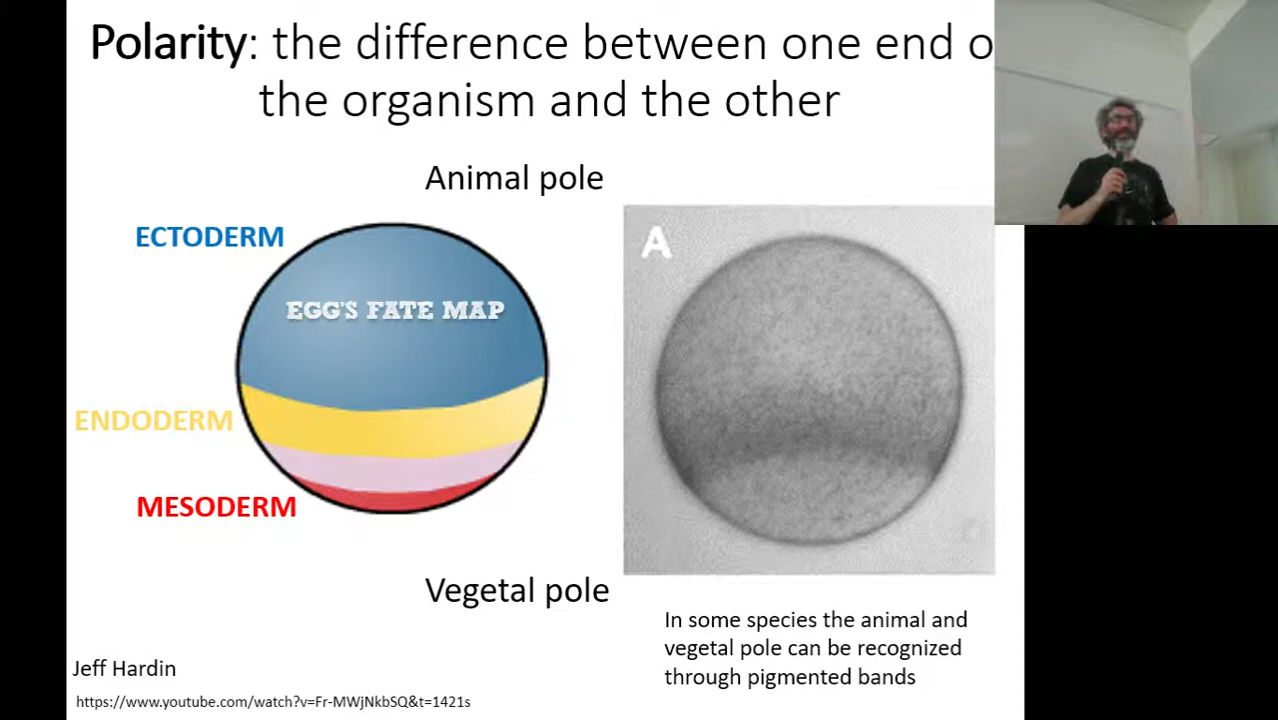 Polarity: the difference between one end o
the organism and the other
Animal pole
ECTODERM
A
EGG'S FATE MAP
ENDODERM
MESODERM
Vegetal pole
In some species the animal and
vegetal pole can be recognized
through pigmented bands
Jeff Hardin
https://www.youtube.com/watch?v=Fr-MWjNkbSQ&t=1421s